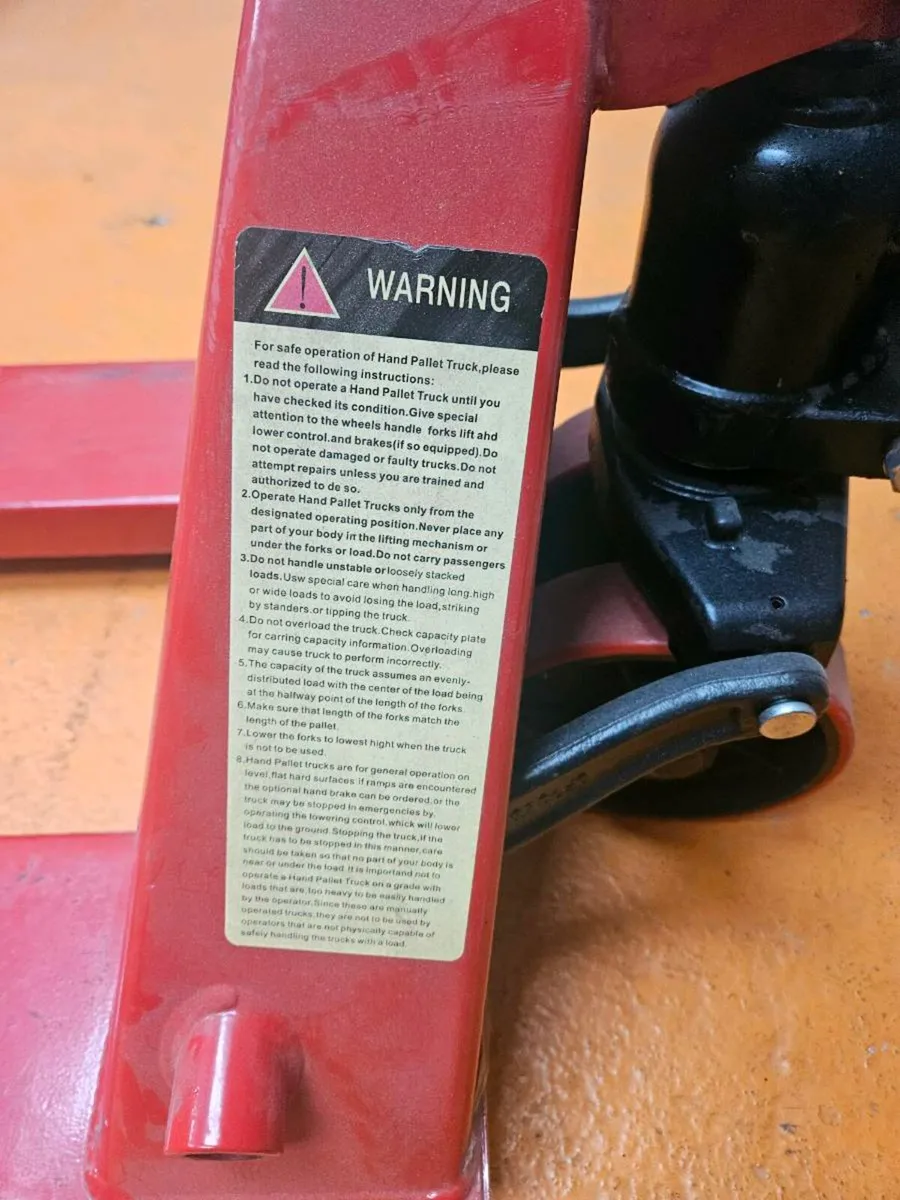 WARNING
For safe operation of Hand Pallet Truck,please
read the following instructions:
1.Do not operate a Hand Pallet Truck until you
have checked its condition.Give special
attention to the wheels handle forks lift ahd
lower control.and brakes(if so equipped).Do
not operate damaged or faulty trucks.Do not
attempt repairs unless you are trained and
authorized to de so.
2.Operate Hand Pallet Trucks only from the
designated operating position.Never place any
part of your body in the lifting mechanism or
under the forks or load.Do not carry passengers
3.Do not handle unstable or loosely stacked
loads.Usw special care when handling long.high
or wide loads to avoid losing the load,striking
by standers.or tipping the truck.
4.Do not overload the truck.Check capacity plate
for carring capacity information.Overloading
may cause truck to perform incorrectly.
5.The capacity of the truck assumes an evenly-
distributed load with the center of the load being
at the halfway point of the length of the forks.
6.Make sure that length of the forks match the
length of the pallet.
7.Lower the forks to lowest hight when the truck
is not to be used.
8.Hand Pallet trucks are for general operation on
level,flat hard surfaces.if ramps are encountered
the optional hand brake can be ordered.or the
truck may be stopped in emergencies by.
operating the lowering control.which will lower
load to the ground.Stopping the truck,if the
truck has to be stopped in this manner,care
should be taken so that no part of your body is
near or under the load.It is importand not to
operate a Hand Pallet Truck on a grade with
loads that are.too heavy to be easily handled
by the operator.Since these are manually
operated trucks.they are not to be used by
operators that are not physically capable of
safely handling the trucks with a load.